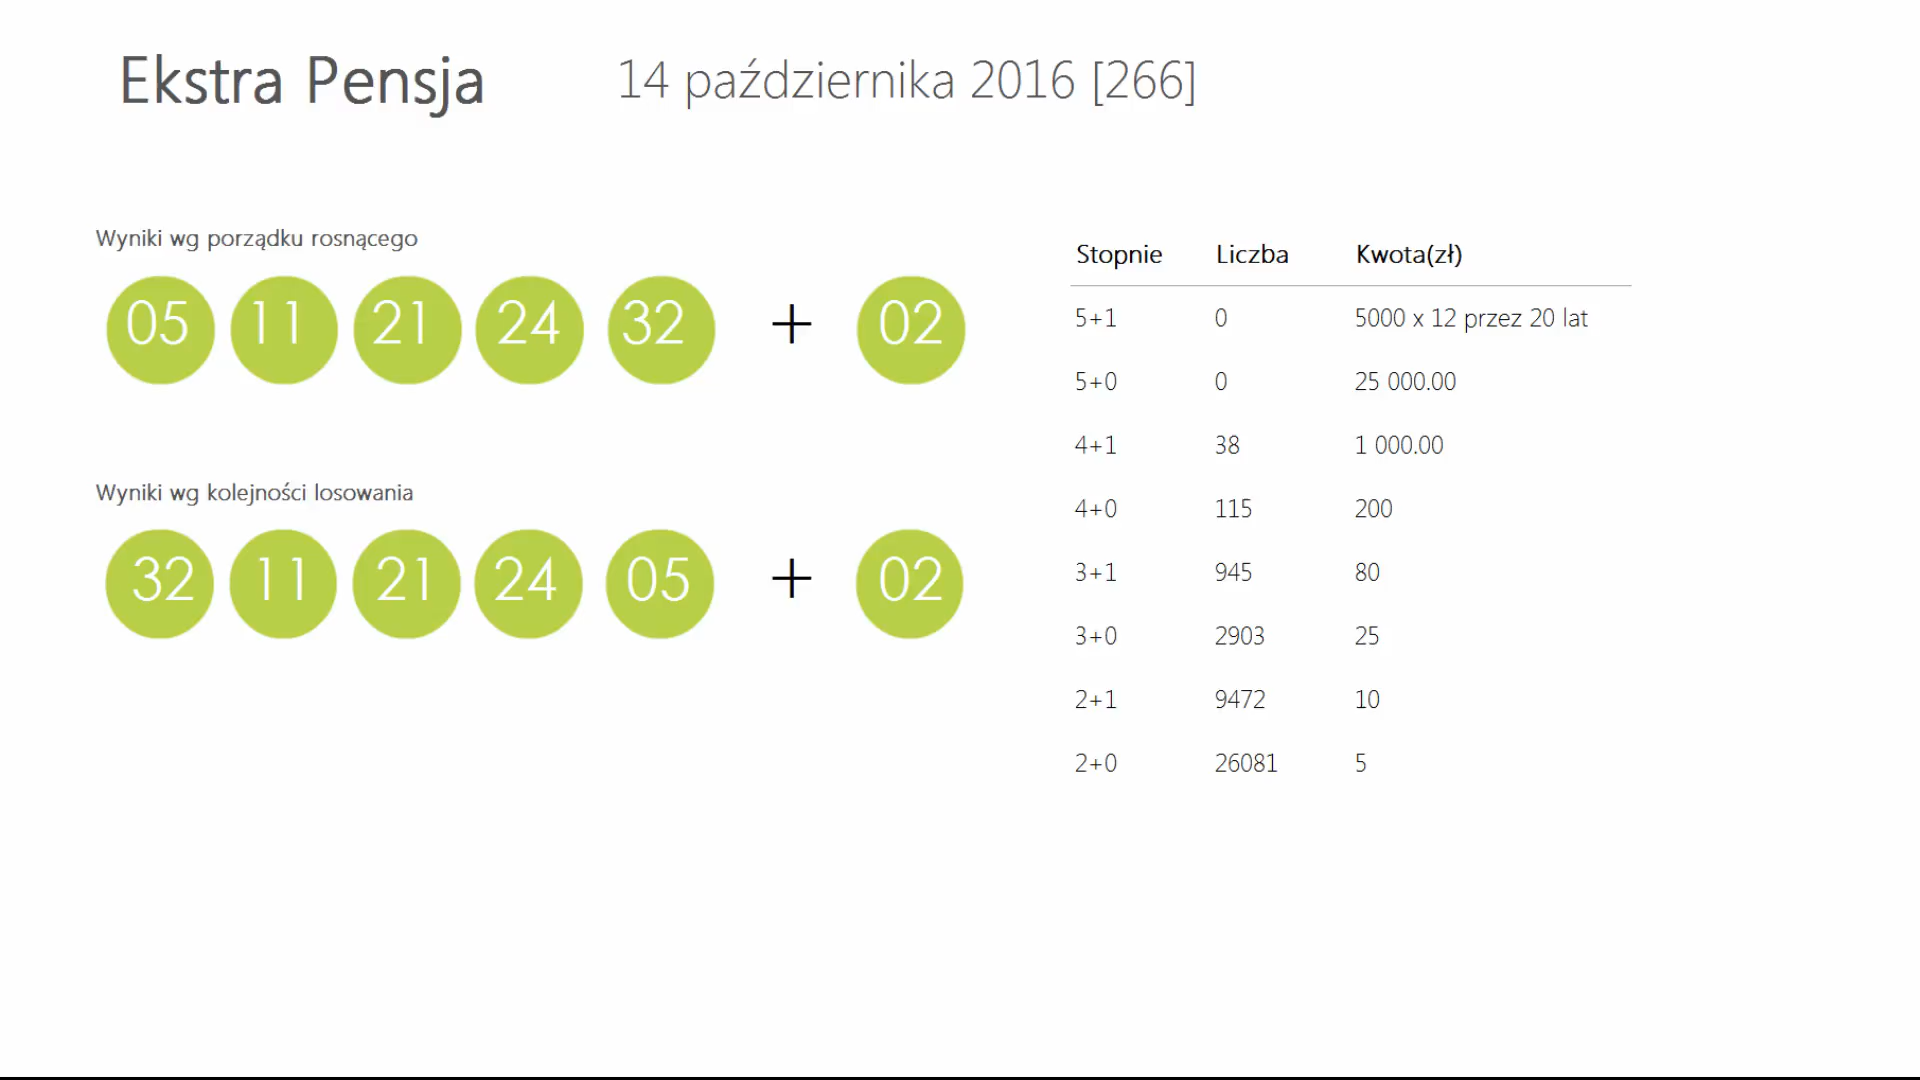 Ekstra Pensja 14 października 2016 [266]
Wyniki wg porządku rosnącego
05 11 21 24 32 + 02
Wyniki wg kolejności losowania
32 11 21 24 05 + 02
Stopnie Liczba Kwota(zł)
5+1 0 5000 x 12 przez 20 lat
5+0 0 25 000.00
4+1 38 1 000.00
4+0 115 200
3+1 945 80
3+0 2903 25
2+1 9472 10
2+0 26081 5